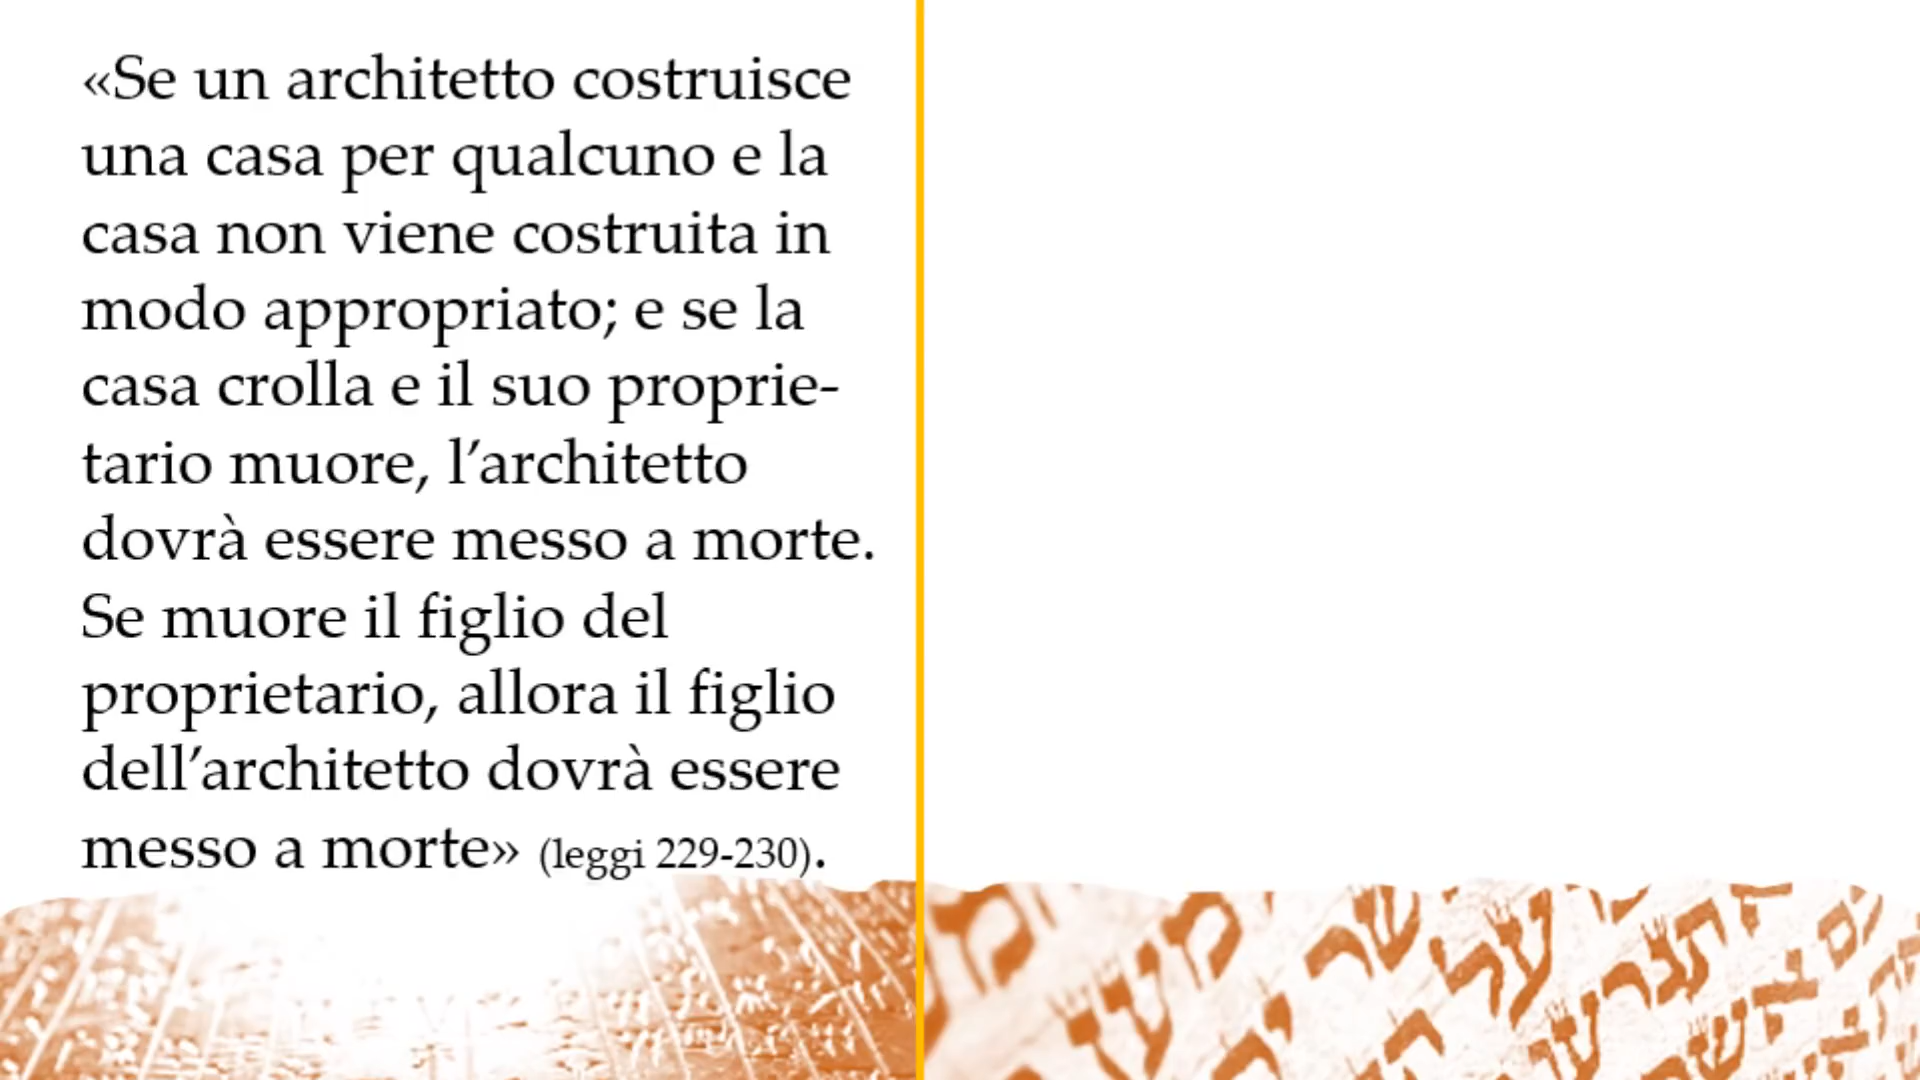 «Se un architetto costruisce
una casa per qualcuno e la
casa non viene costruita in
modo appropriato; e se la
casa crolla e il suo proprie-
tario muore, l’architetto
dovrà essere messo a morte.
Se muore il figlio del
proprietario, allora il figlio
dell’architetto dovrà essere
messo a morte» (leggi 229-230).